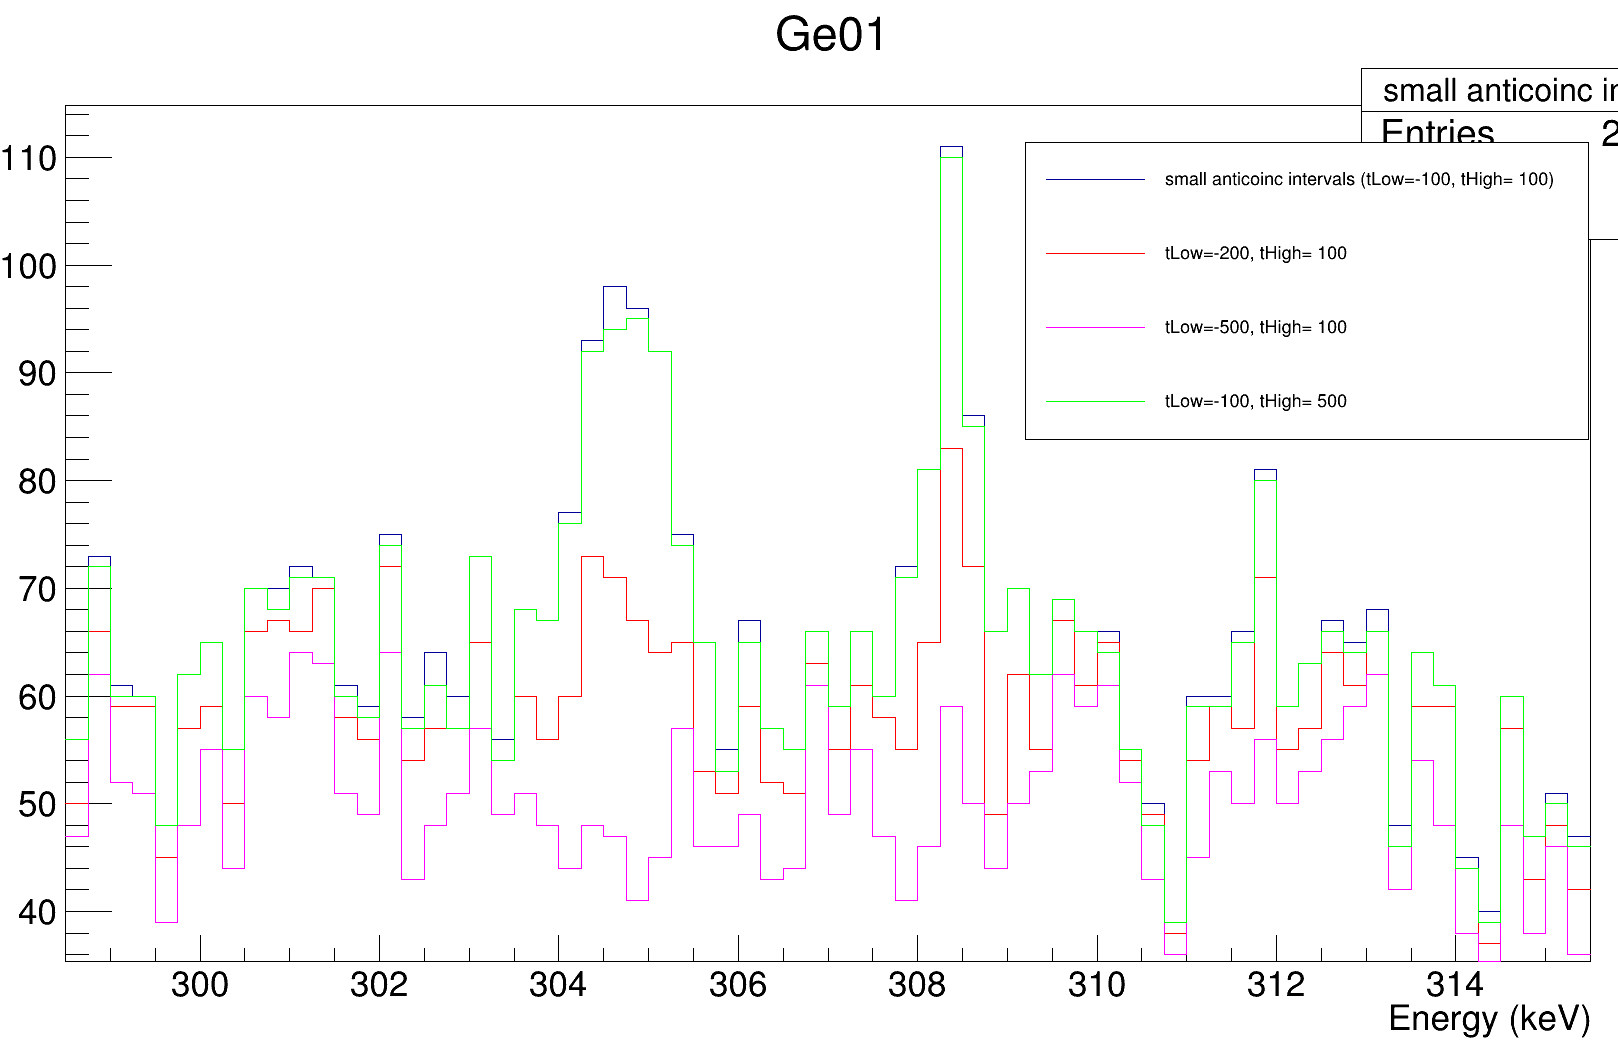 Ge01
small anticoinc
Entries 2
small anticoinc intervals (tLow=-100, tHigh= 100)
tLow=-200, tHigh= 100
tLow=-500, tHigh= 100
tLow=-100, tHigh= 500
110
100
90
80
70
60
50
40
300 302 304 306 308 310 312 314
Energy (keV)